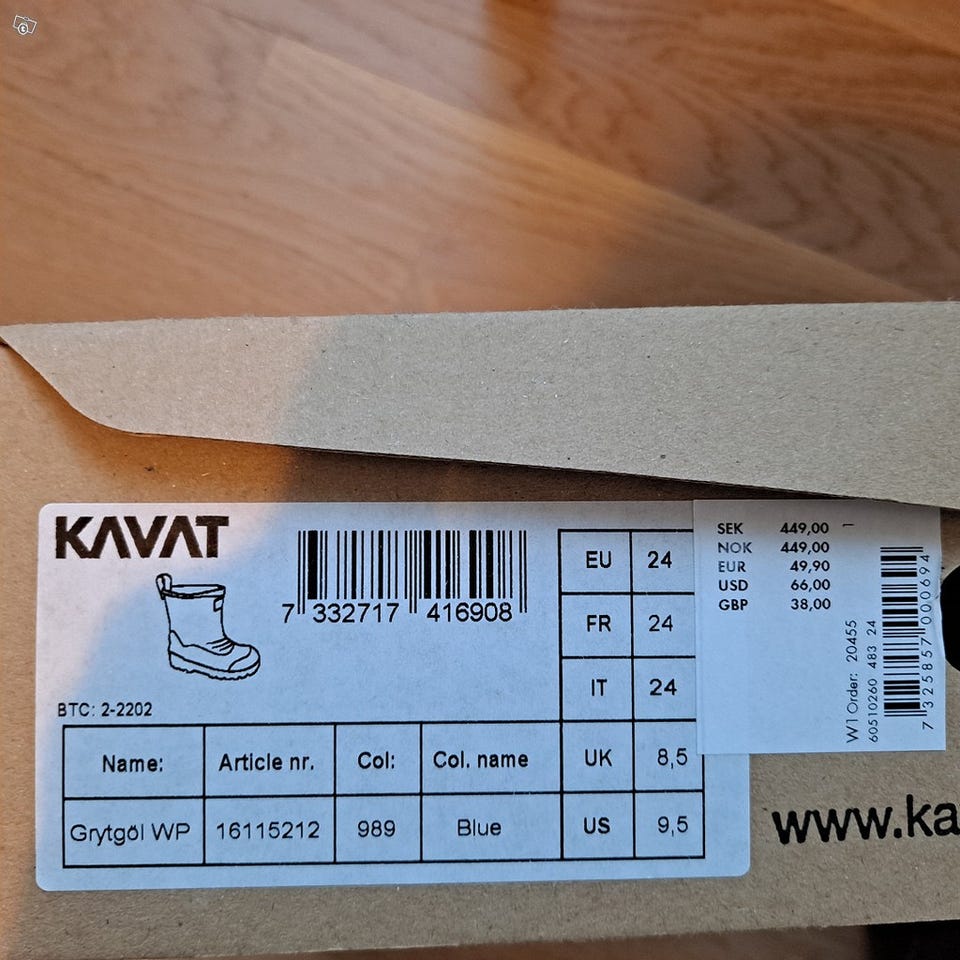 KAVAT
7 332717 416908
BTC: 2-2202
EU 24
FR 24
IT 24
UK 8,5
US 9,5
Name: Article nr. Col: Col. name
Grytgöl WP 16115212 989 Blue
SEK 449,00 1
NOK 449,00
EUR 49,90
USD 66,00
GBP 38,00
W1 Order: 20455
60510260 483 24
7 325857 000694
www.ka